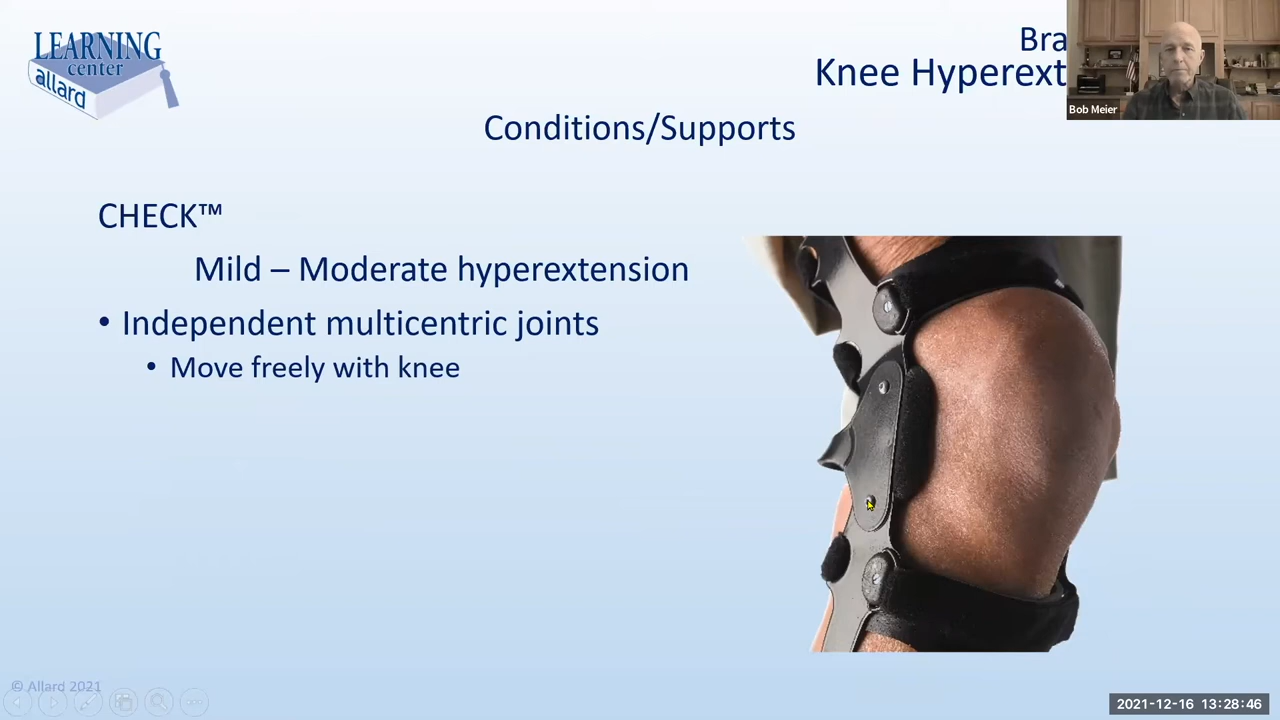 LEARNING
center
allard
Bra
Knee Hyperext
Bob Meier
Conditions/Supports
CHECK™
Mild – Moderate hyperextension
• Independent multicentric joints
• Move freely with knee
© Allard 2021
2021-12-16 13:28:46